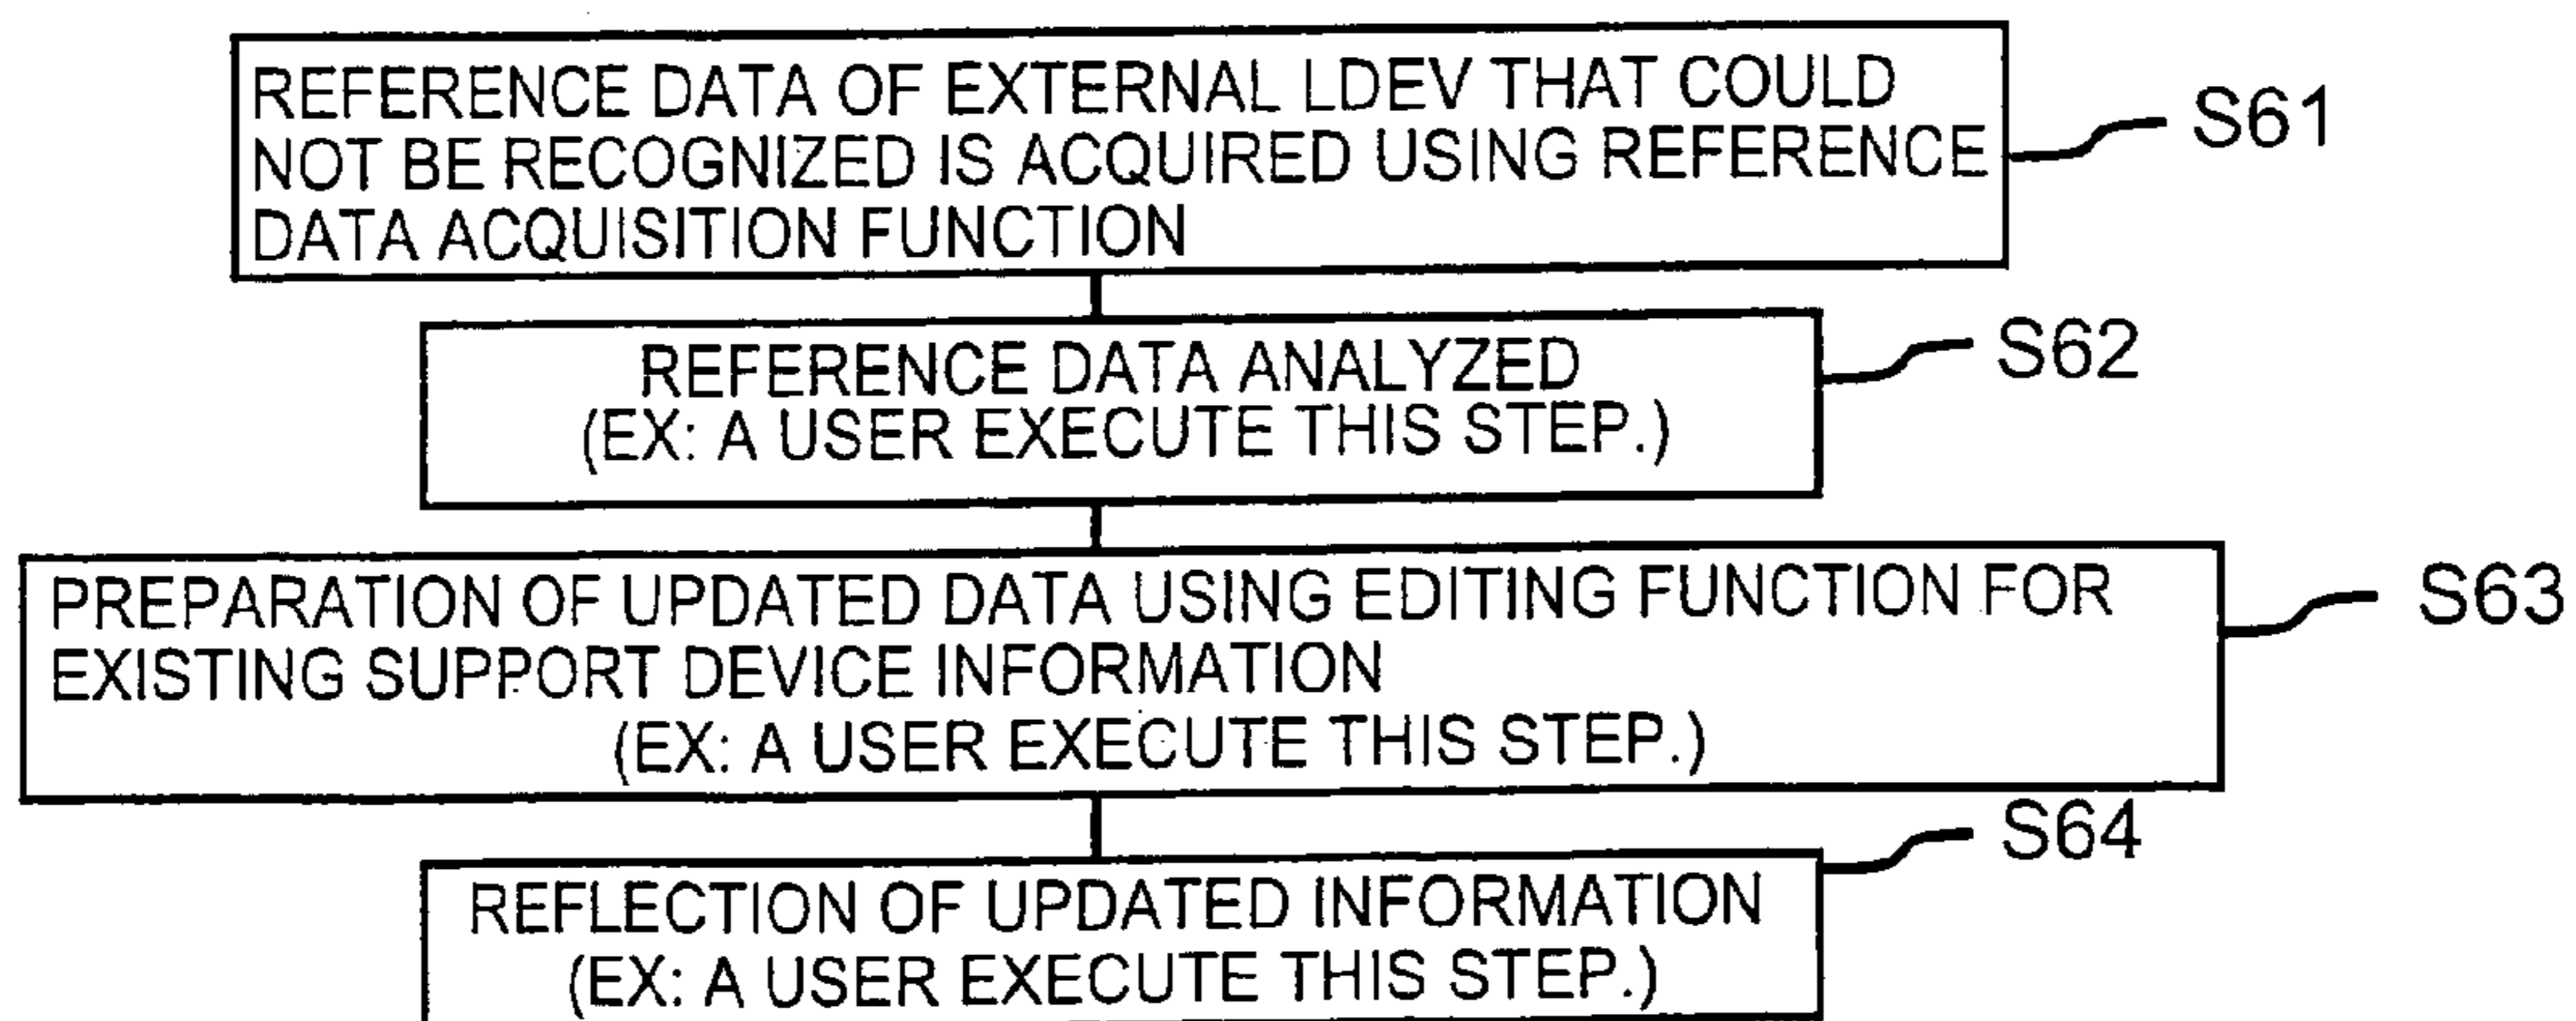 REFERENCE DATA OF EXTERNAL LDEV THAT COULD
NOT BE RECOGNIZED IS ACQUIRED USING REFERENCE
DATA ACQUISITION FUNCTION
S61
REFERENCE DATA ANALYZED
(EX: A USER EXECUTE THIS STEP.)
S62
PREPARATION OF UPDATED DATA USING EDITING FUNCTION FOR
EXISTING SUPPORT DEVICE INFORMATION
(EX: A USER EXECUTE THIS STEP.)
S63
REFLECTION OF UPDATED INFORMATION
(EX: A USER EXECUTE THIS STEP.)
S64